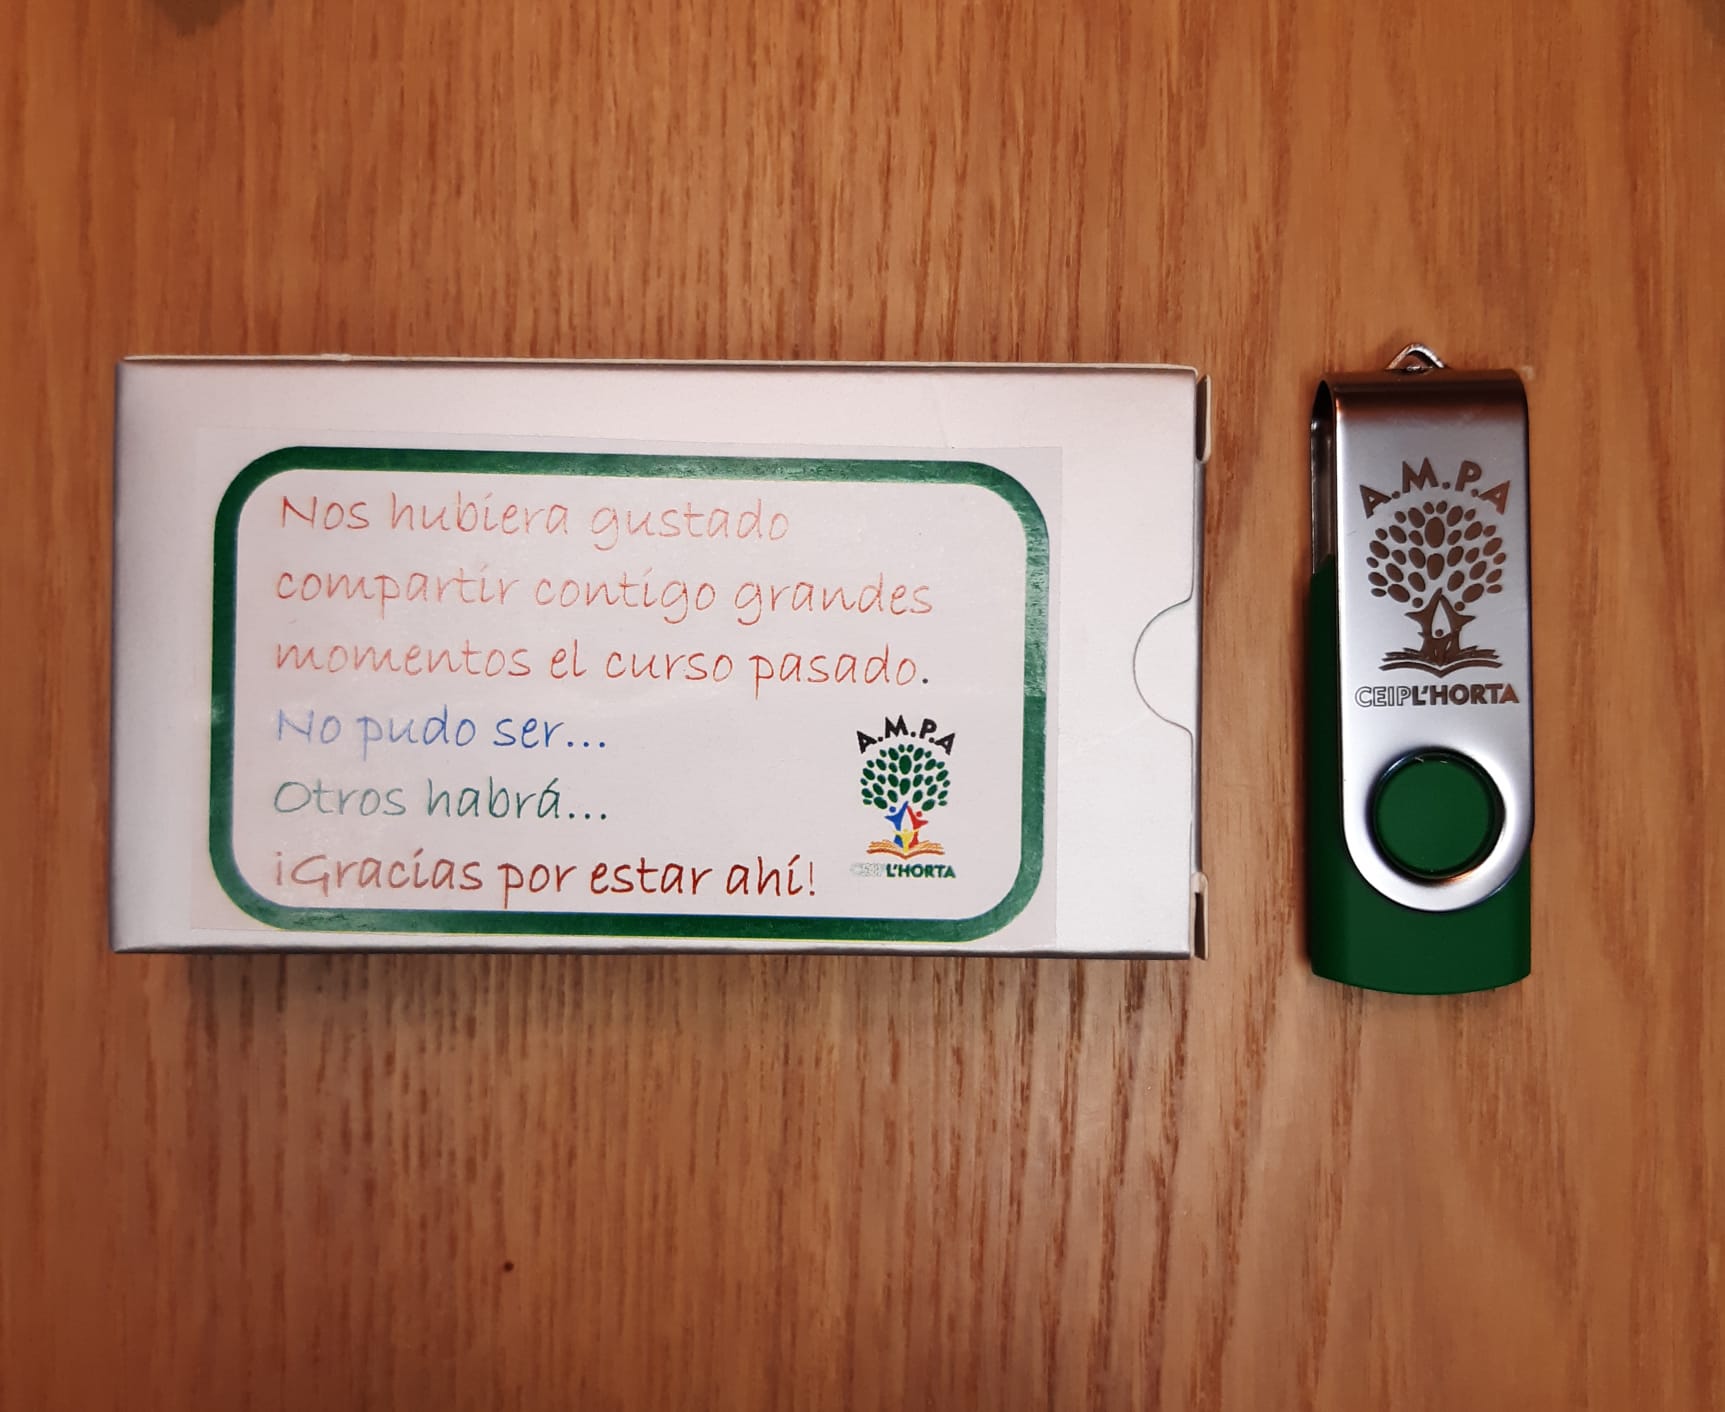 Nos hubiera gustado
compartir contigo grandes
momentos el curso pasado.
No pudo ser...
Otros habrá...
¡Gracias por estar ahí!
A.M.P.A
CEIP L'HORTA
A.M.P.A
CEIP L'HORTA